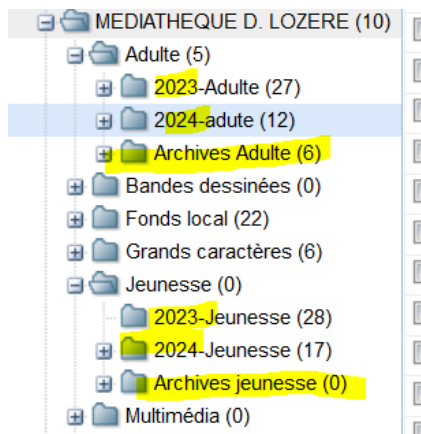 MEDIATHEQUE D. LOZERE (10)
Adulte (5)
2023-Adulte (27)
2024-adute (12)
Archives Adulte (6)
Bandes dessinées (0)
Fonds local (22)
Grands caractères (6)
Jeunesse (0)
2023-Jeunesse (28)
2024-Jeunesse (17)
Archives jeunesse (0)
Multimédia (0)